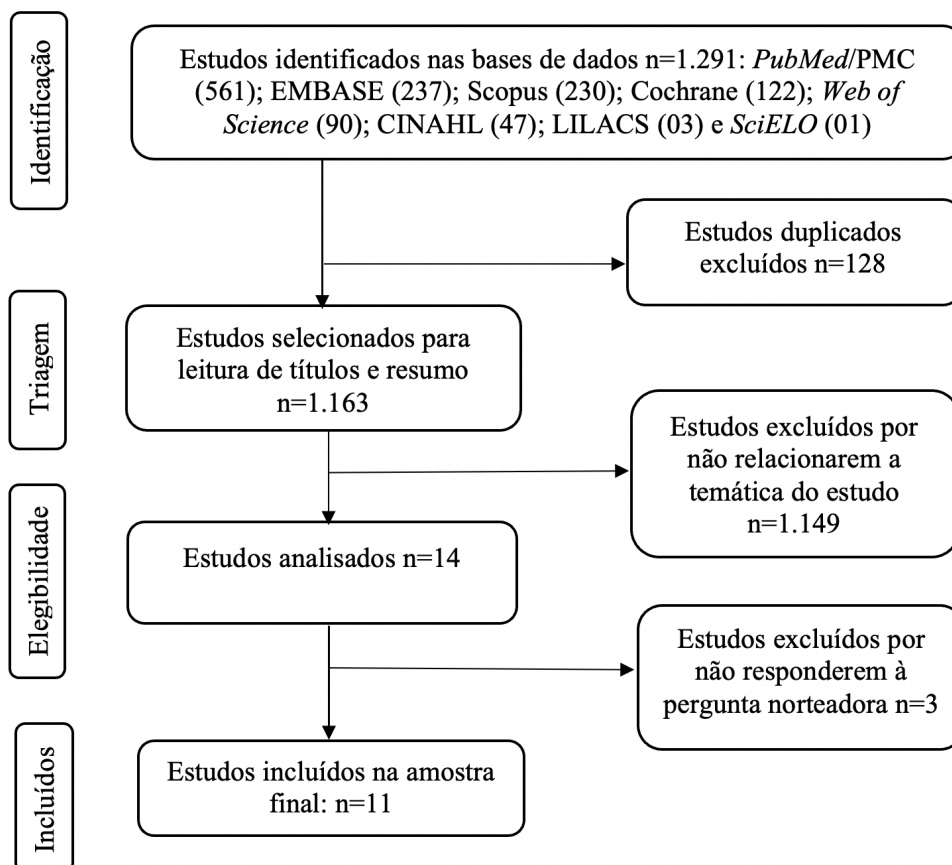 Identificação
Estudos identificados nas bases de dados n=1.291: PubMed/PMC
(561); EMBASE (237); Scopus (230); Cochrane (122); Web of
Science (90); CINAHL (47); LILACS (03) e SciELO (01)
Estudos duplicados
excluídos n=128
Triagem
Estudos selecionados para
leitura de títulos e resumo
n=1.163
Estudos excluídos por
não relacionarem a
temática do estudo
n=1.149
Elegibilidade
Estudos analisados n=14
Estudos excluídos por
não responderem à
pergunta norteadora n=3
Incluídos
Estudos incluídos na amostra
final: n=11